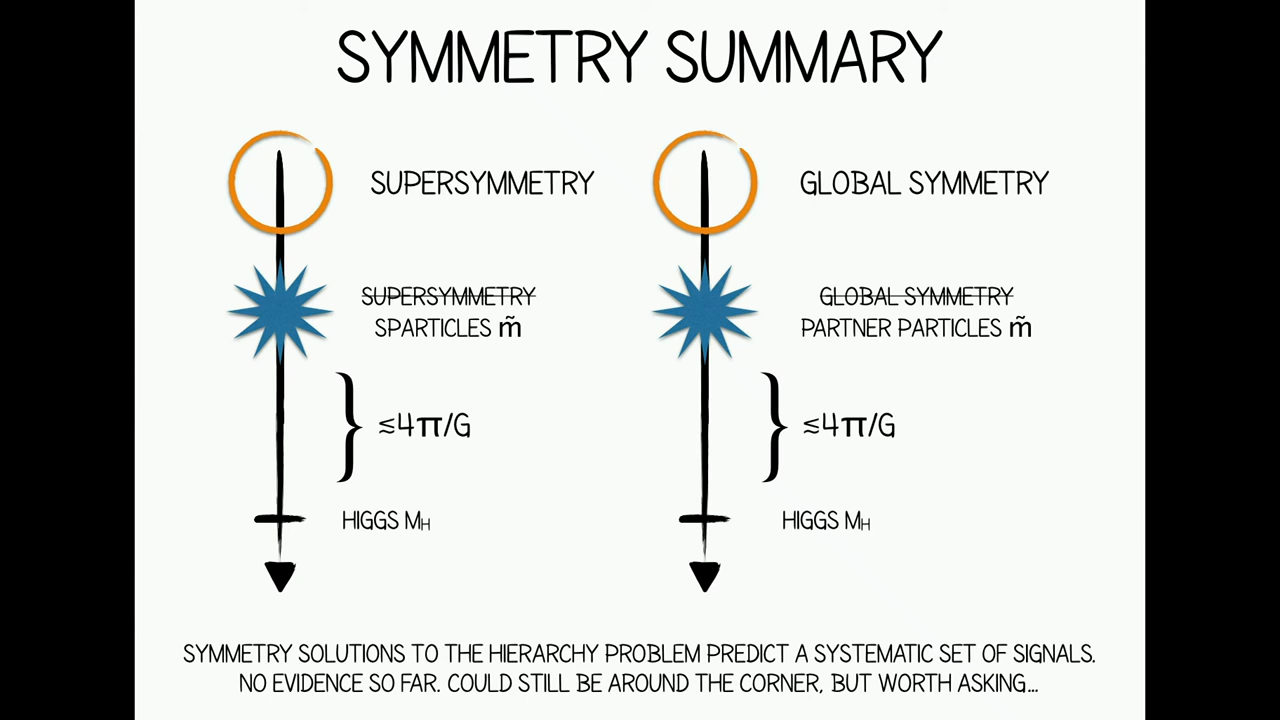 SYMMETRY SUMMARY
SUPERSYMMETRY
SUPERSYMMETRY
SPARTICLES m̃
≲4π/G
HIGGS MH
GLOBAL SYMMETRY
GLOBAL SYMMETRY
PARTNER PARTICLES m̃
≲4π/G
HIGGS MH
SYMMETRY SOLUTIONS TO THE HIERARCHY PROBLEM PREDICT A SYSTEMATIC SET OF SIGNALS.
NO EVIDENCE SO FAR. COULD STILL BE AROUND THE CORNER, BUT WORTH ASKING...